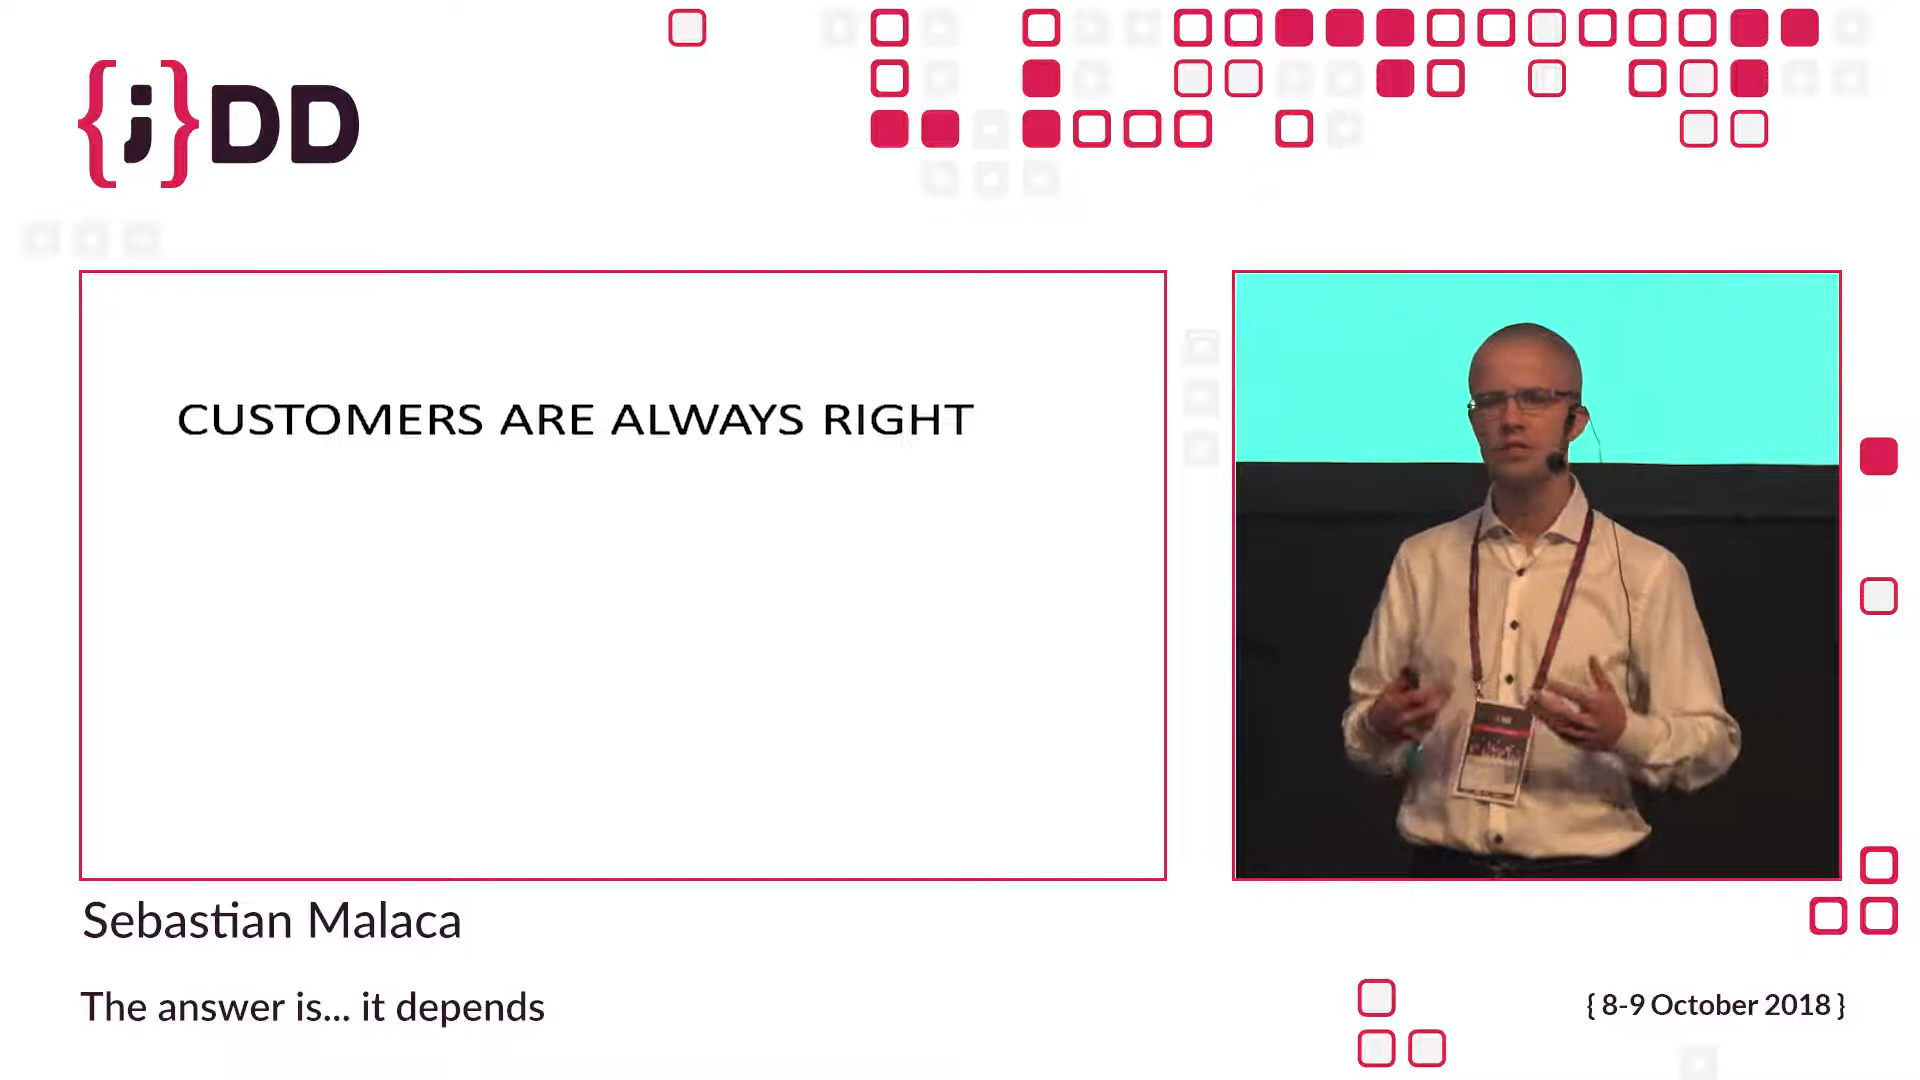 {j}DD
CUSTOMERS ARE ALWAYS RIGHT
Sebastian Malaca
The answer is... it depends
{ 8-9 October 2018 }